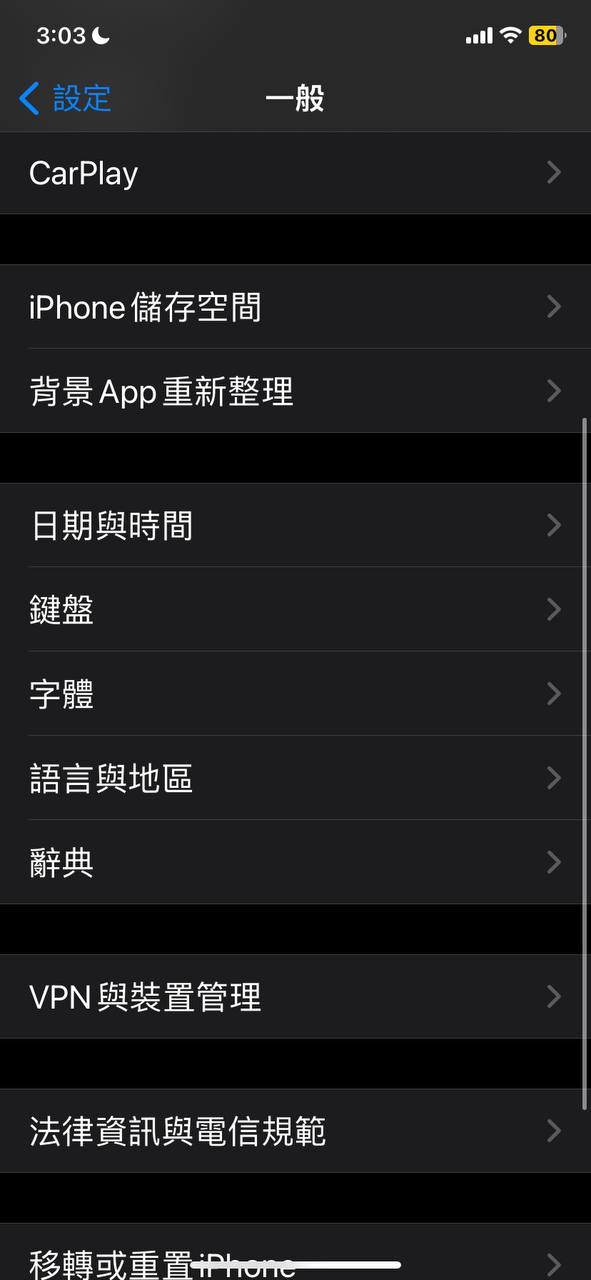 3:03
80
設定
一般
CarPlay
iPhone儲存空間
背景App重新整理
日期與時間
鍵盤
字體
語言與地區
辭典
VPN與裝置管理
法律資訊與電信規範
移轉或重置iPhone